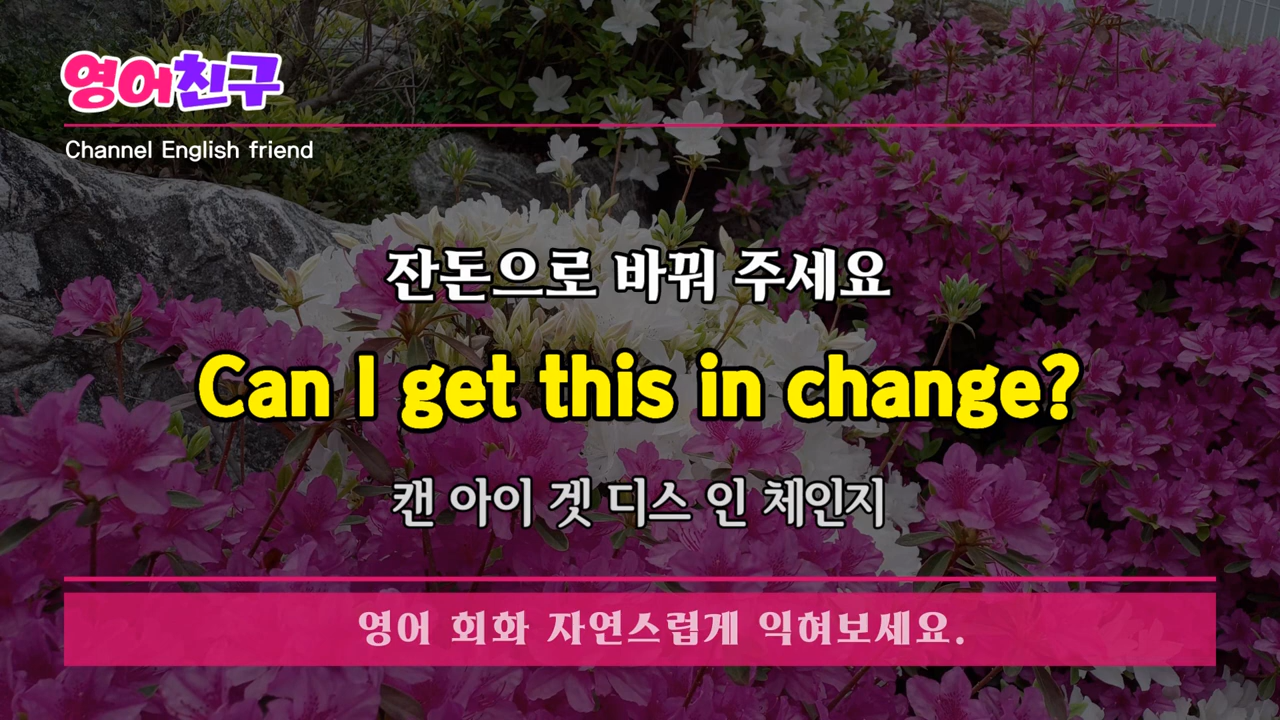 영어친구
Channel English friend
잔돈으로 바꿔 주세요
Can I get this in change?
캔 아이 겟 디스 인 체인지
영어 회화 자연스럽게 익혀보세요.